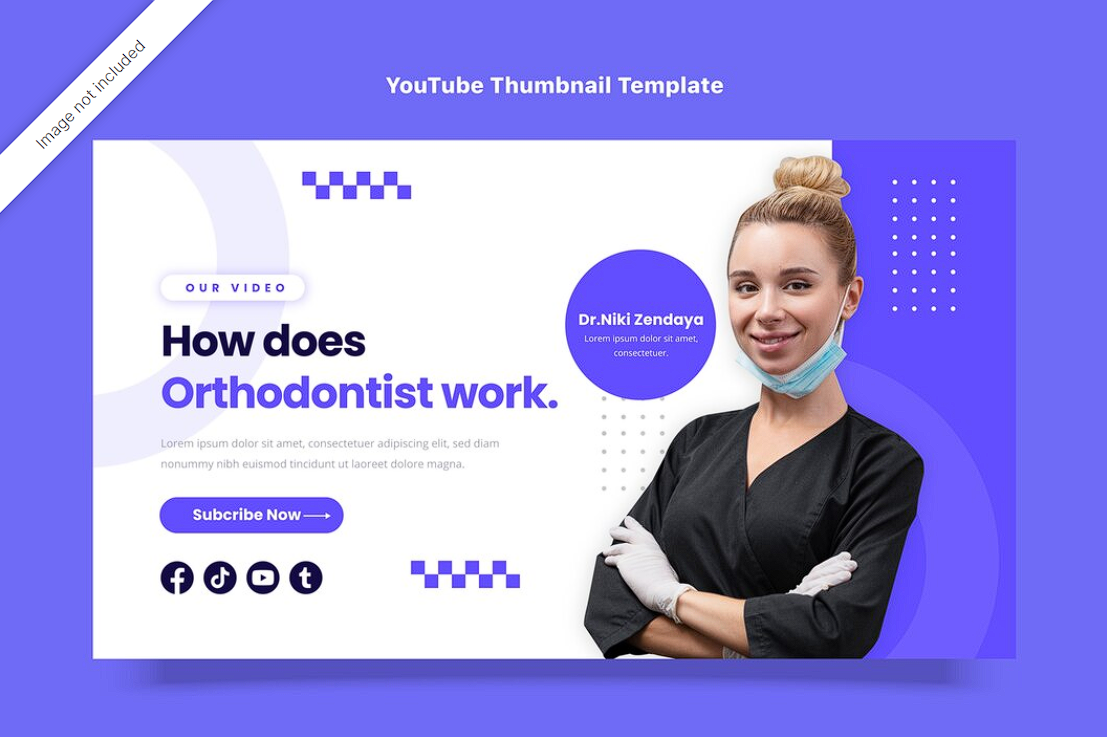 Image not included
YouTube Thumbnail Template
OUR VIDEO
How does
Orthodontist work.
Lorem ipsum dolor sit amet, consectetuer adipiscing elit, sed diam
nonummy nibh euismod tincidunt ut laoreet dolore magna.
Subcribe Now
Dr.Niki Zendaya
Lorem ipsum dolor sit amet,
consectetuer.